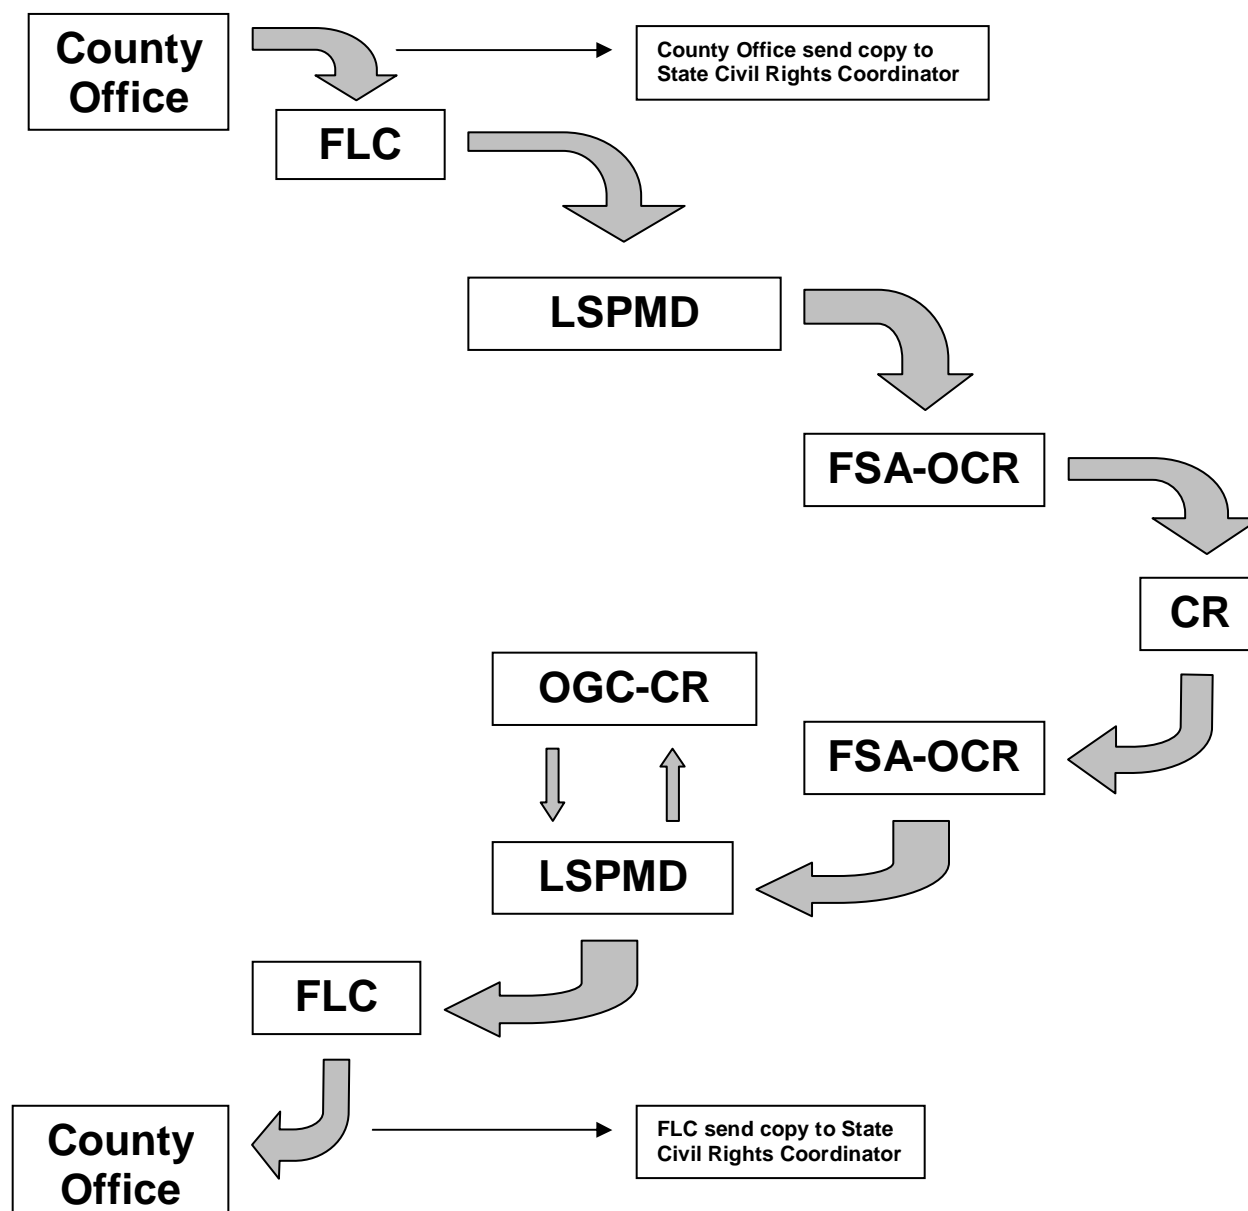 County
Office
County Office send copy to
State Civil Rights Coordinator
FLC
LSPMD
FSA-OCR
CR
OGC-CR
FSA-OCR
LSPMD
FLC
County
Office
FLC send copy to State
Civil Rights Coordinator